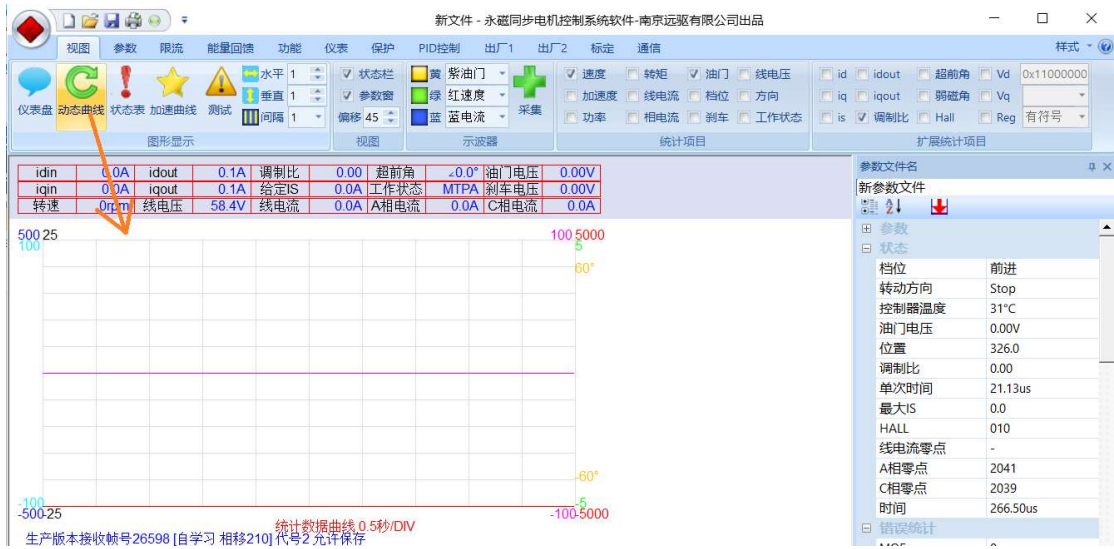 新文件 - 永磁同步电机控制系统软件-南京远驱有限公司出品
视图 参数 限流 能量回馈 功能 仪表 保护 PID控制 出厂1 出厂2 标定 通信 样式
水平 1 状态栏 黄 紫油门 速度 转矩 油门 线电压 id idout 超前角 Vd 0x11000000
垂直 1 参数窗 绿 红速度 加速度 线电流 档位 方向 iq iqout 弱磁角 Vq
仪表盘 动态曲线 状态表 加速曲线 测试 间隔 1 偏移 45 蓝 蓝电流 采集 功率 相电流 刹车 工作状态 is 调制比 Hall Reg 有符号
图形显示 视图 示波器 统计项目 扩展统计项目
idin 0.0A idout 0.1A 调制比 0.00 超前角 ∠0.0° 油门电压 0.00V
iqin 0.0A iqout 0.1A 给定IS 0.0A 工作状态 MTPA 刹车电压 0.00V
转速 0rpm 线电压 58.4V 线电流 0.0A A相电流 0.0A C相电流 0.0A
500 25 100 5000
100 5
60°
-60°
-100 -5
-500-25 -100-5000
统计数据曲线 0.5秒/DIV
生产版本接收帧号26598 [自学习 相移210] 代号2 允许保存
参数文件名
新参数文件
参数
状态
档位 前进
转动方向 Stop
控制器温度 31°C
油门电压 0.00V
位置 326.0
调制比 0.00
单次时间 21.13us
最大IS 0.0
HALL 010
线电流零点 -
A相零点 2041
C相零点 2039
时间 266.50us
错误统计